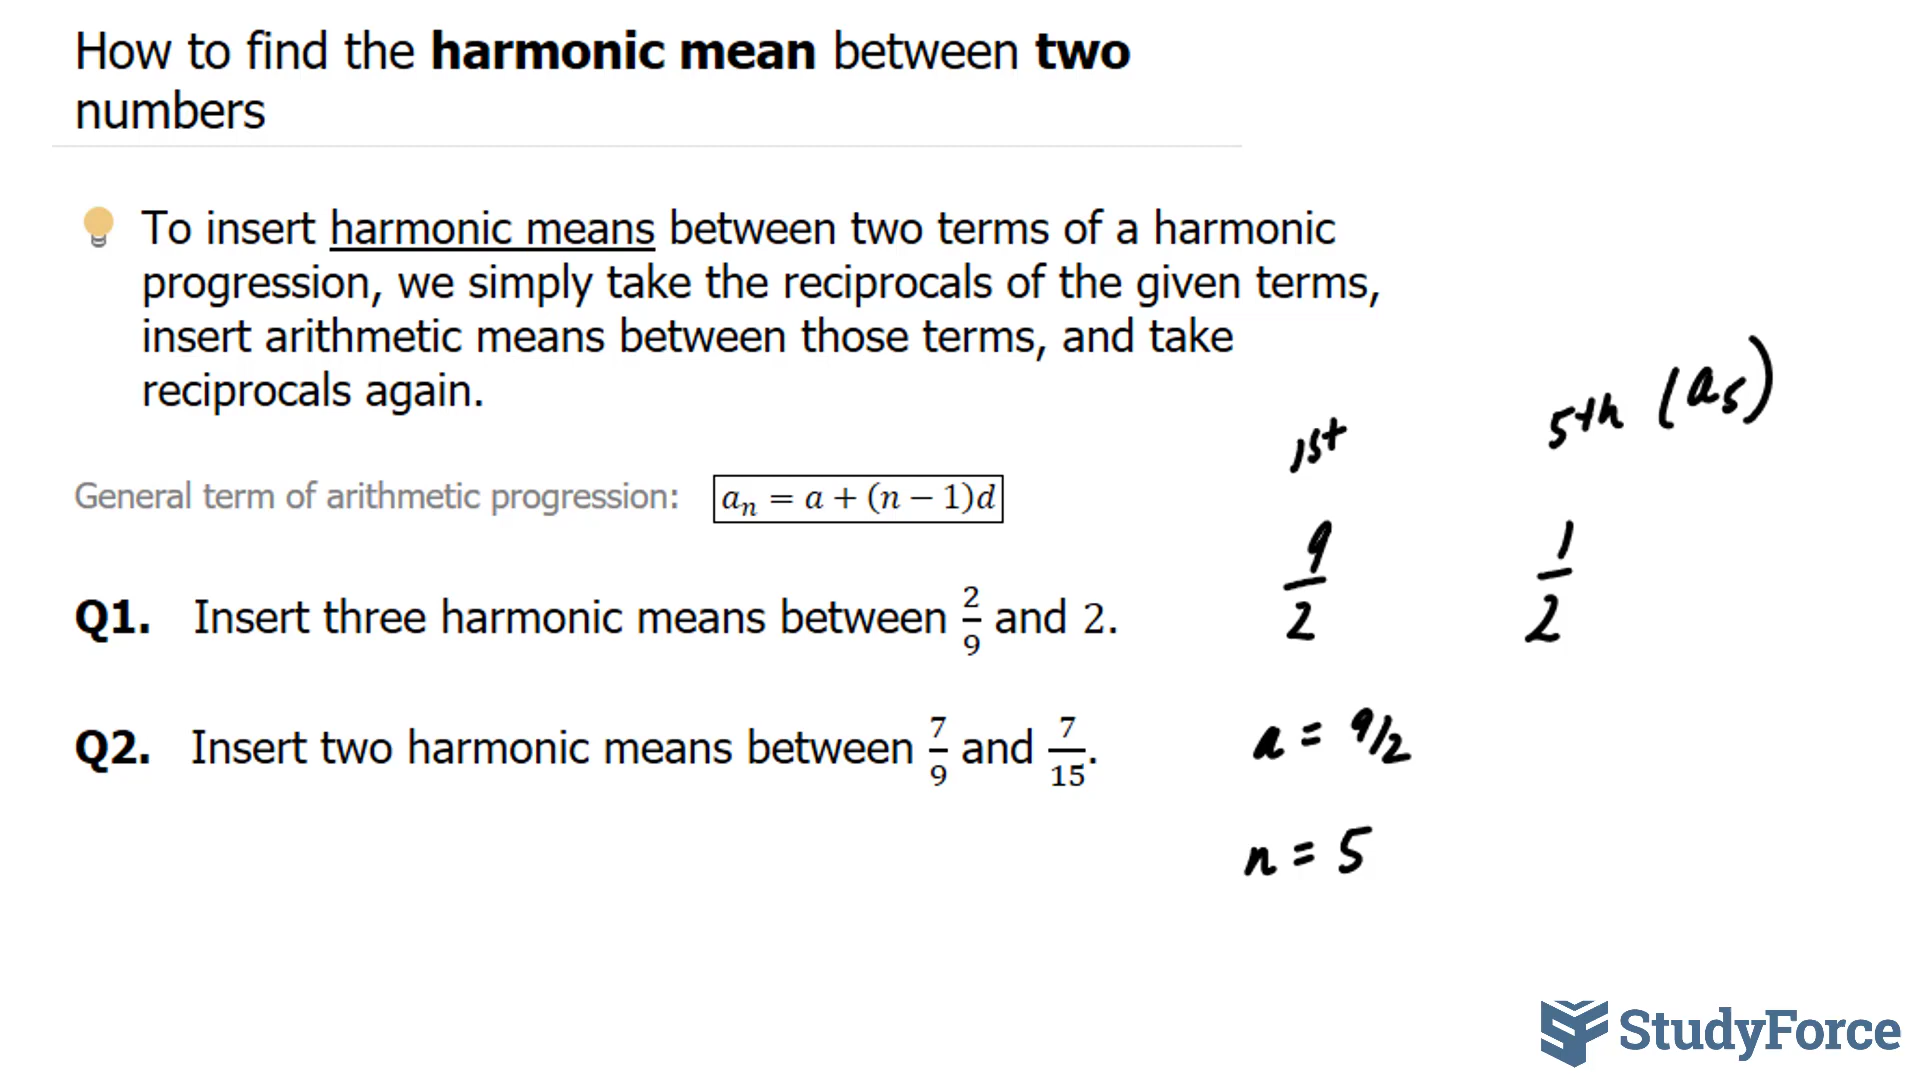 How to find the harmonic mean between two
numbers
To insert harmonic means between two terms of a harmonic
progression, we simply take the reciprocals of the given terms,
insert arithmetic means between those terms, and take
reciprocals again.
General term of arithmetic progression: aₙ = a + (n − 1)d
Q1. Insert three harmonic means between 2/9 and 2.
Q2. Insert two harmonic means between 7/9 and 7/15.
1st 5th (a₅)
9/2 1/2
a = 9/2
n = 5
StudyForce